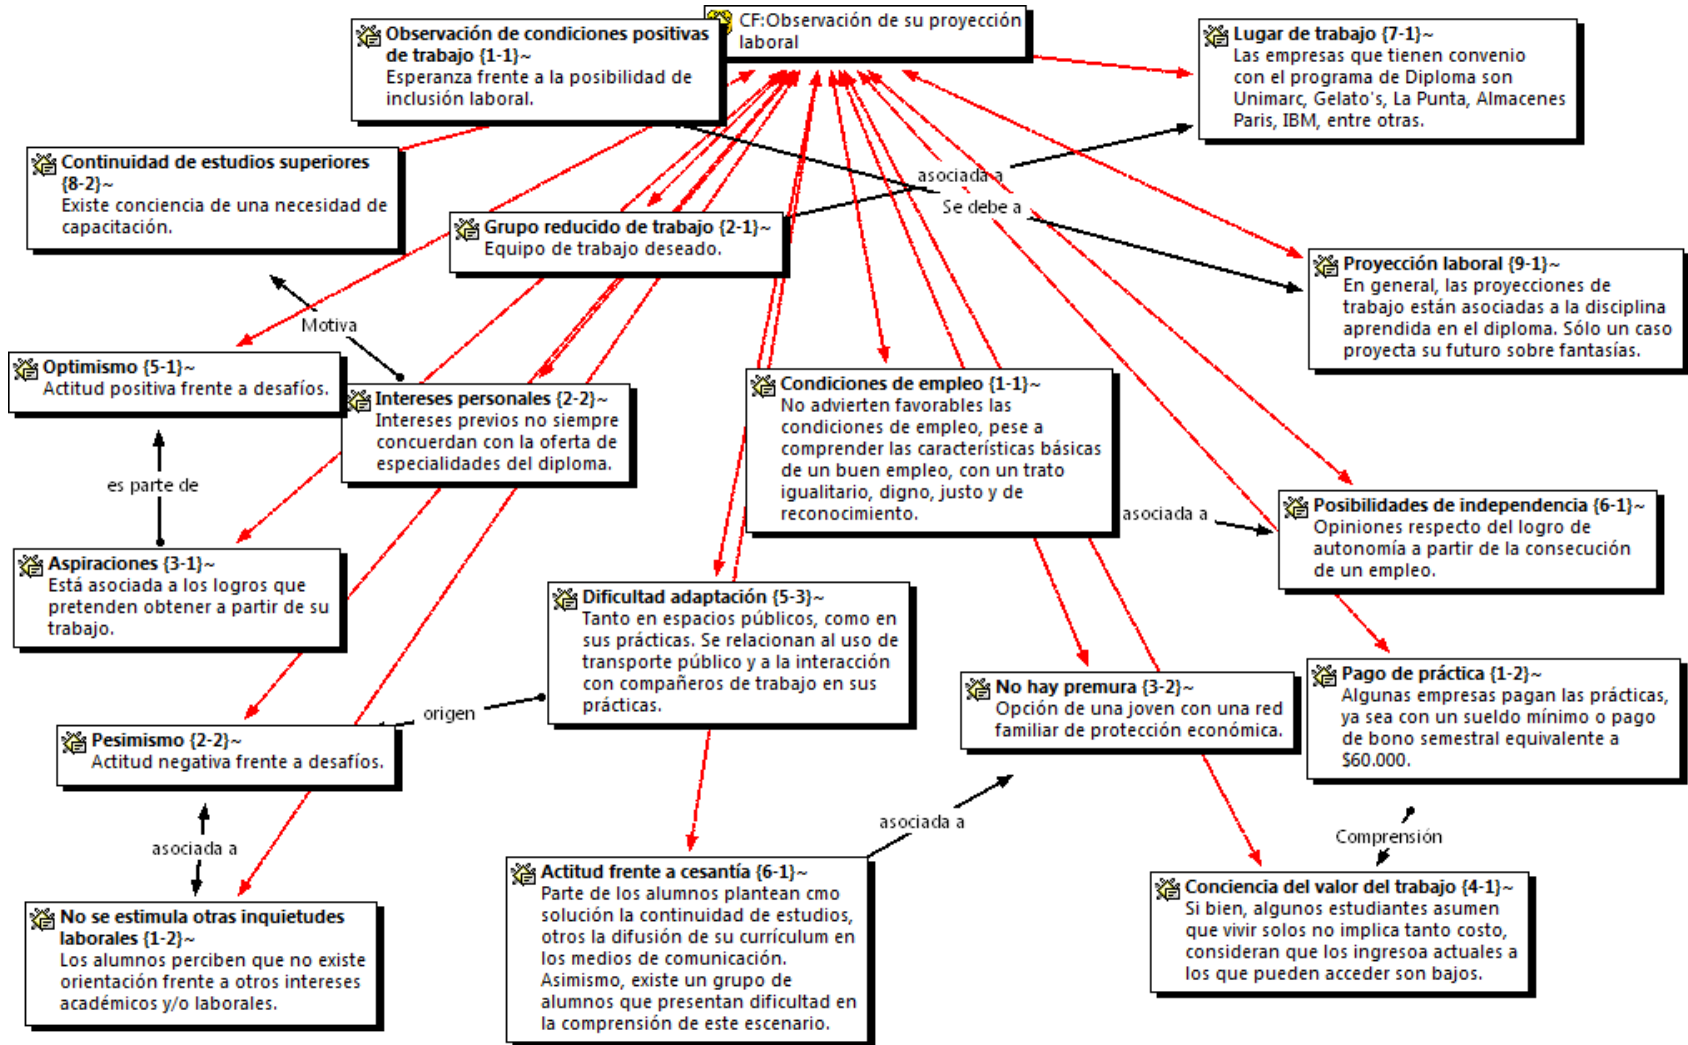 CF:Observación de su proyección
laboral
Observación de condiciones positivas
de trabajo {1-1}~
Esperanza frente a la posibilidad de
inclusión laboral.
Lugar de trabajo {7-1}~
Las empresas que tienen convenio
con el programa de Diploma son
Unimarc, Gelato's, La Punta, Almacenes
Paris, IBM, entre otras.
Continuidad de estudios superiores
{8-2}~
Existe conciencia de una necesidad de
capacitación.
asociada a
Se debe a
Grupo reducido de trabajo {2-1}~
Equipo de trabajo deseado.
Proyección laboral {9-1}~
En general, las proyecciones de
trabajo están asociadas a la disciplina
aprendida en el diploma. Sólo un caso
proyecta su futuro sobre fantasías.
Motiva
Optimismo {5-1}~
Actitud positiva frente a desafíos.
Intereses personales {2-2}~
Intereses previos no siempre
concuerdan con la oferta de
especialidades del diploma.
Condiciones de empleo {1-1}~
No advierten favorables las
condiciones de empleo, pese a
comprender las características básicas
de un buen empleo, con un trato
igualitario, digno, justo y de
reconocimiento.
es parte de
asociada a
Posibilidades de independencia {6-1}~
Opiniones respecto del logro de
autonomía a partir de la consecución
de un empleo.
Aspiraciones {3-1}~
Está asociada a los logros que
pretenden obtener a partir de su
trabajo.
Dificultad adaptación {5-3}~
Tanto en espacios públicos, como en
sus prácticas. Se relacionan al uso de
transporte público y a la interacción
con compañeros de trabajo en sus
prácticas.
No hay premura {3-2}~
Opción de una joven con una red
familiar de protección económica.
Pago de práctica {1-2}~
Algunas empresas pagan las prácticas,
ya sea con un sueldo mínimo o pago
de bono semestral equivalente a
$60.000.
origen
Pesimismo {2-2}~
Actitud negativa frente a desafíos.
asociada a
asociada a
Comprensión
Actitud frente a cesantía {6-1}~
Parte de los alumnos plantean cmo
solución la continuidad de estudios,
otros la difusión de su currículum en
los medios de comunicación.
Asimismo, existe un grupo de
alumnos que presentan dificultad en
la comprensión de este escenario.
Conciencia del valor del trabajo {4-1}~
Si bien, algunos estudiantes asumen
que vivir solos no implica tanto costo,
consideran que los ingresoa actuales a
los que pueden acceder son bajos.
No se estimula otras inquietudes
laborales {1-2}~
Los alumnos perciben que no existe
orientación frente a otros intereses
académicos y/o laborales.